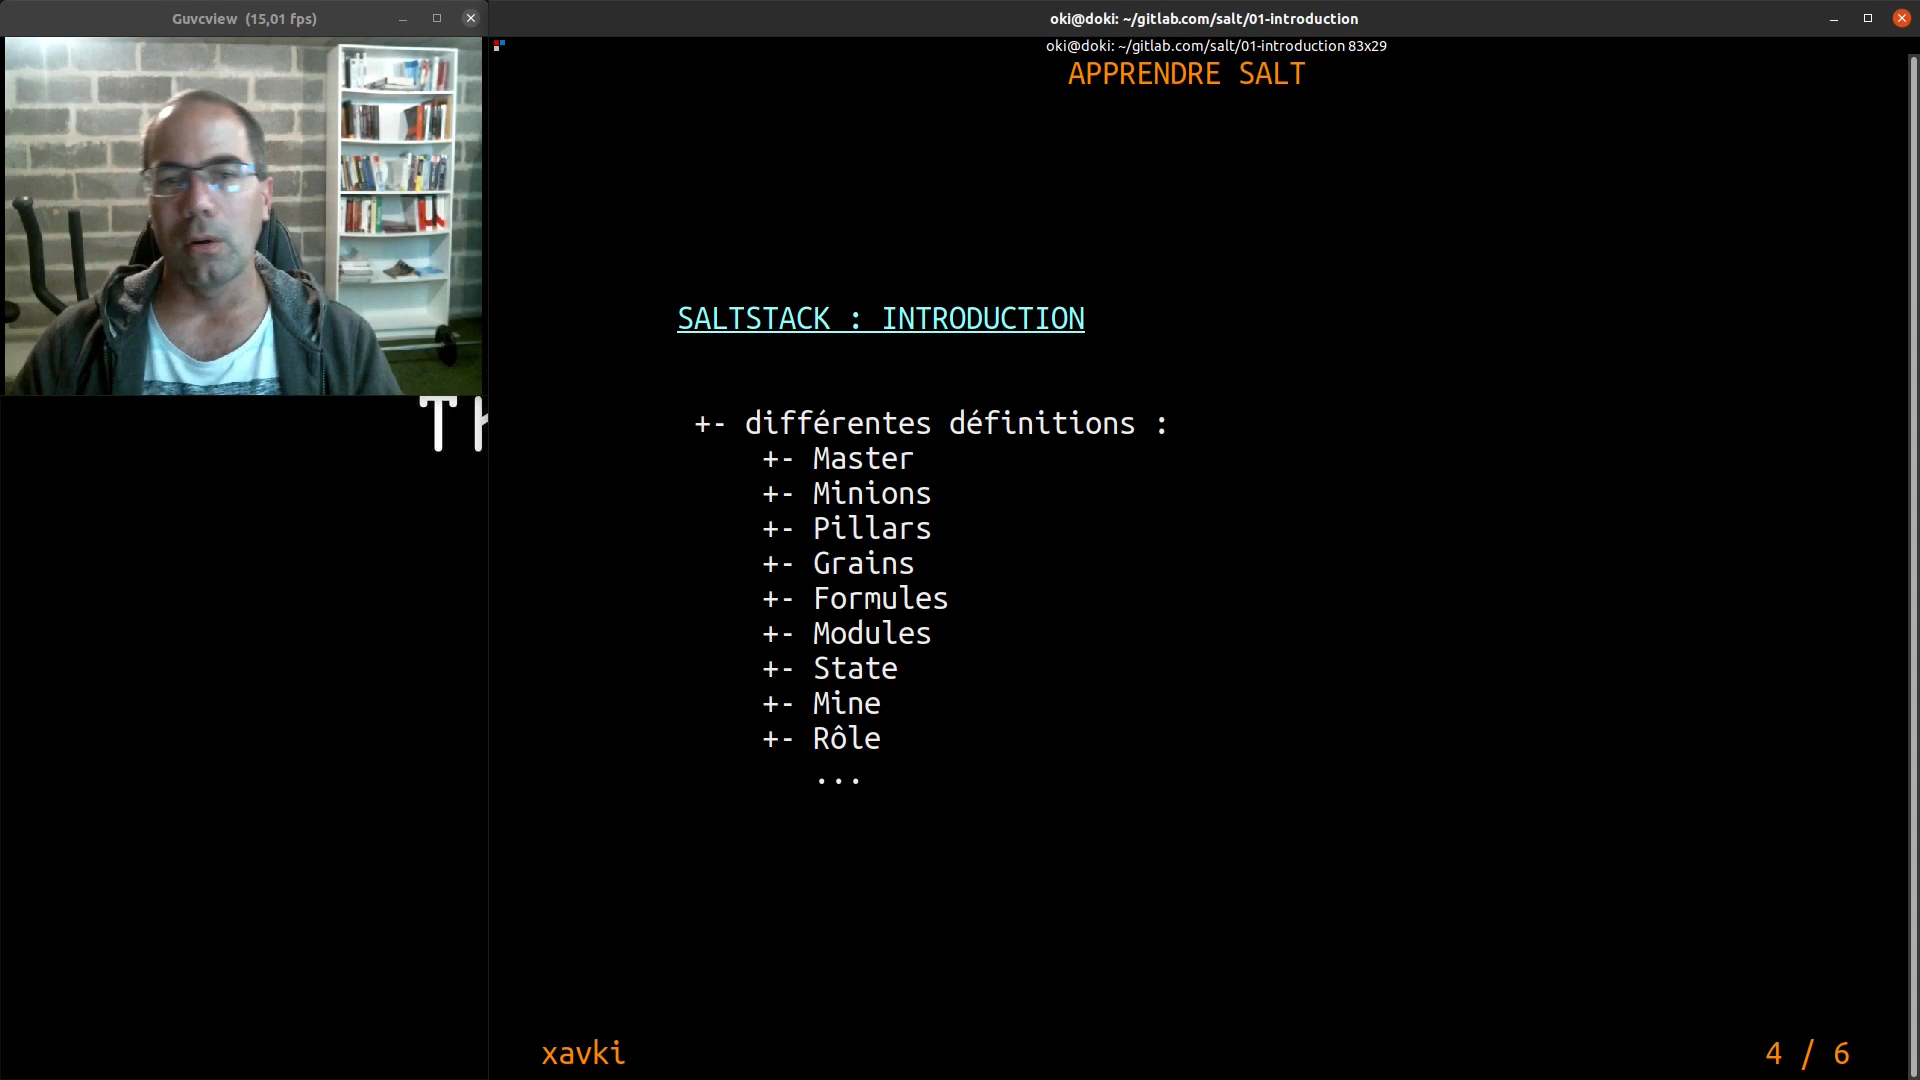 Guvcview (15,01 fps)
oki@doki: ~/gitlab.com/salt/01-introduction
oki@doki: ~/gitlab.com/salt/01-introduction 83x29
APPRENDRE SALT
SALTSTACK : INTRODUCTION
+- différentes définitions :
+- Master
+- Minions
+- Pillars
+- Grains
+- Formules
+- Modules
+- State
+- Mine
+- Rôle
...
xavki
4 / 6